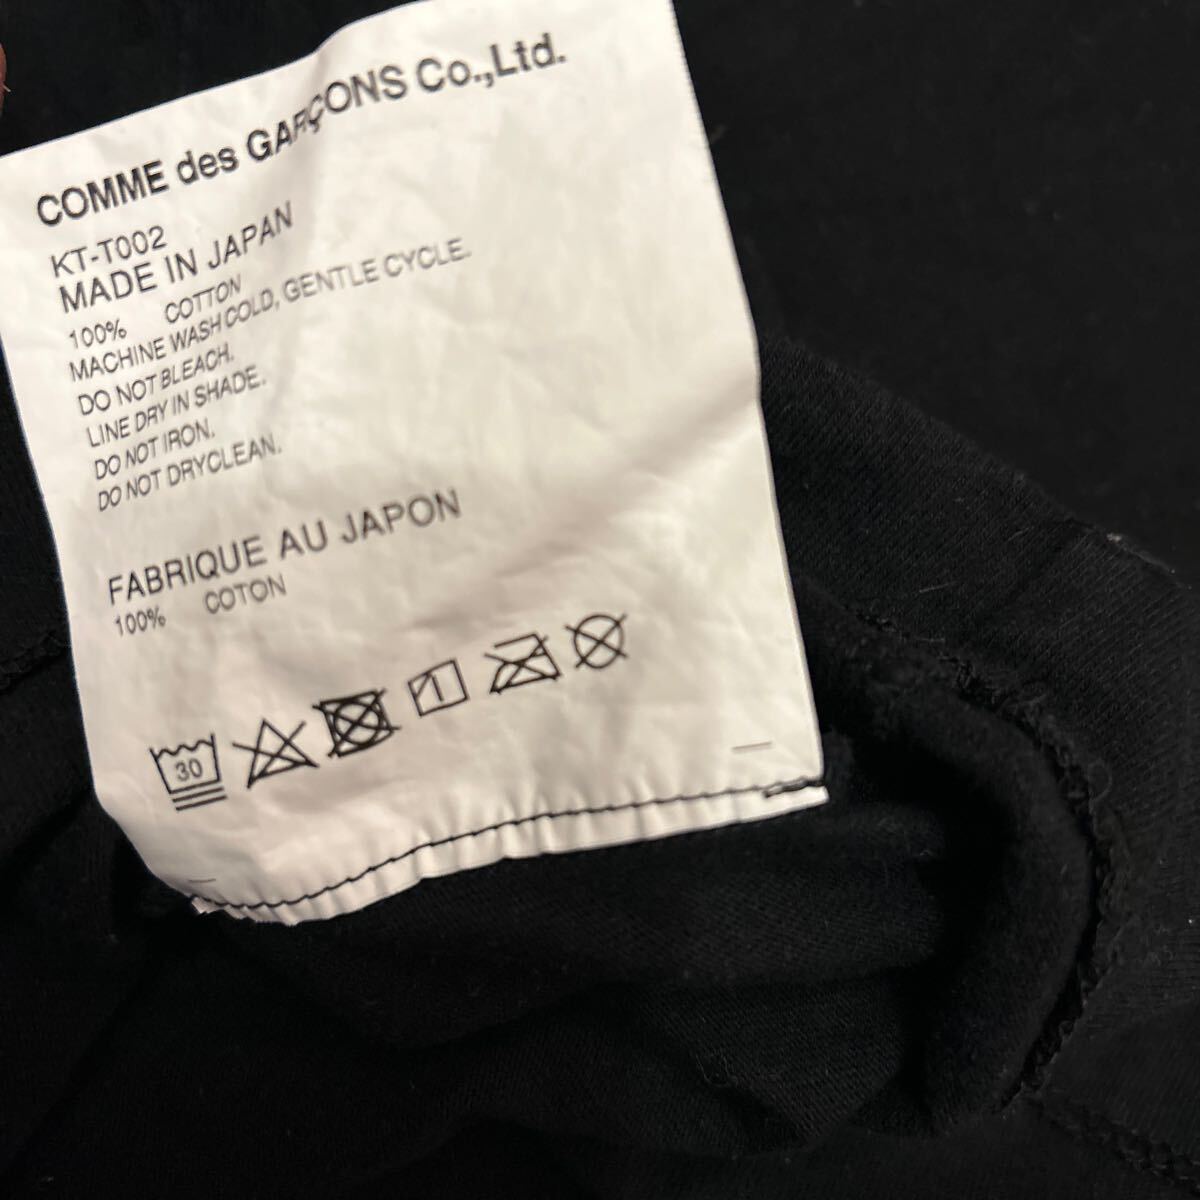 COMME des GARÇONS Co.,Ltd.
KT-T002
MADE IN JAPAN
100% COTTON
MACHINE WASH COLD, GENTLE CYCLE.
DO NOT BLEACH.
LINE DRY IN SHADE.
DO NOT IRON.
DO NOT DRYCLEAN.
FABRIQUE AU JAPON
100% COTON
30